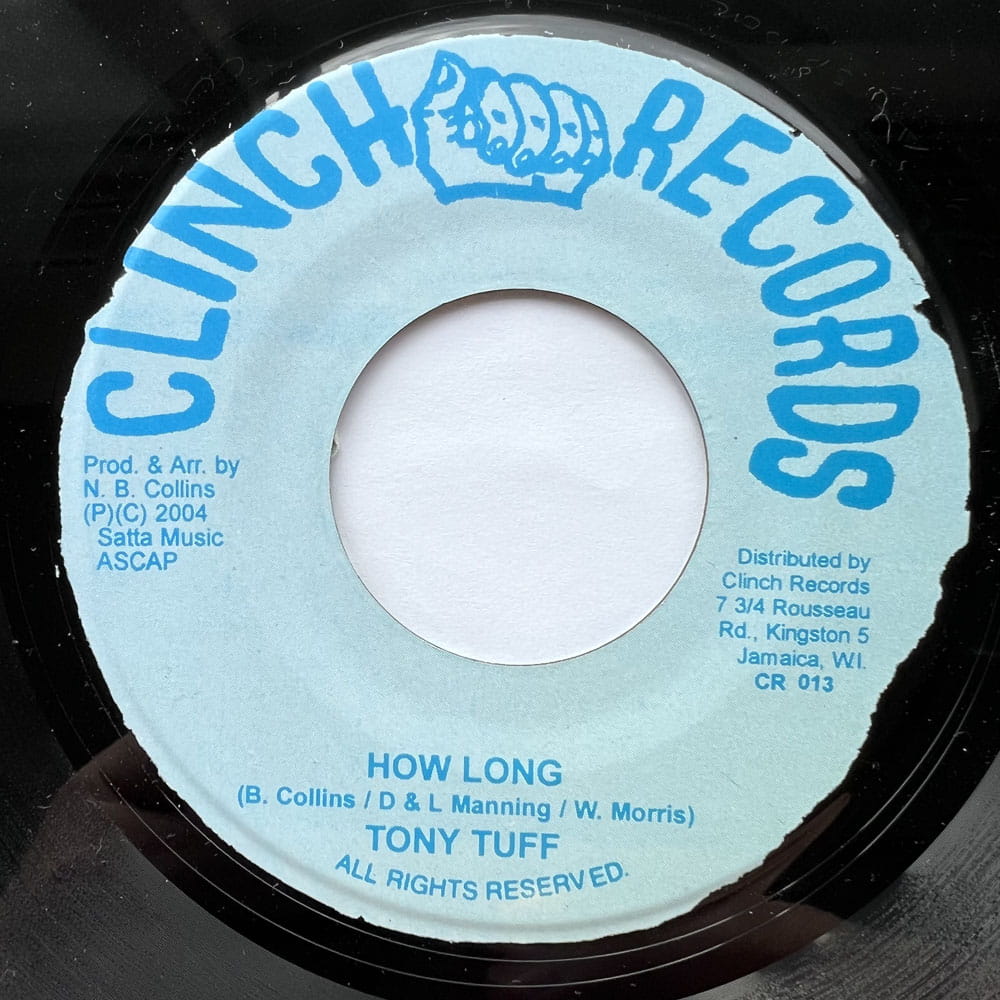 CLINCH RECORDS
Prod. & Arr. by
N. B. Collins
(P)(C) 2004
Satta Music
ASCAP
Distributed by
Clinch Records
7 3/4 Rousseau
Rd., Kingston 5
Jamaica, W.I.
CR 013
HOW LONG
(B. Collins / D & L Manning / W. Morris)
TONY TUFF
ALL RIGHTS RESERVED.